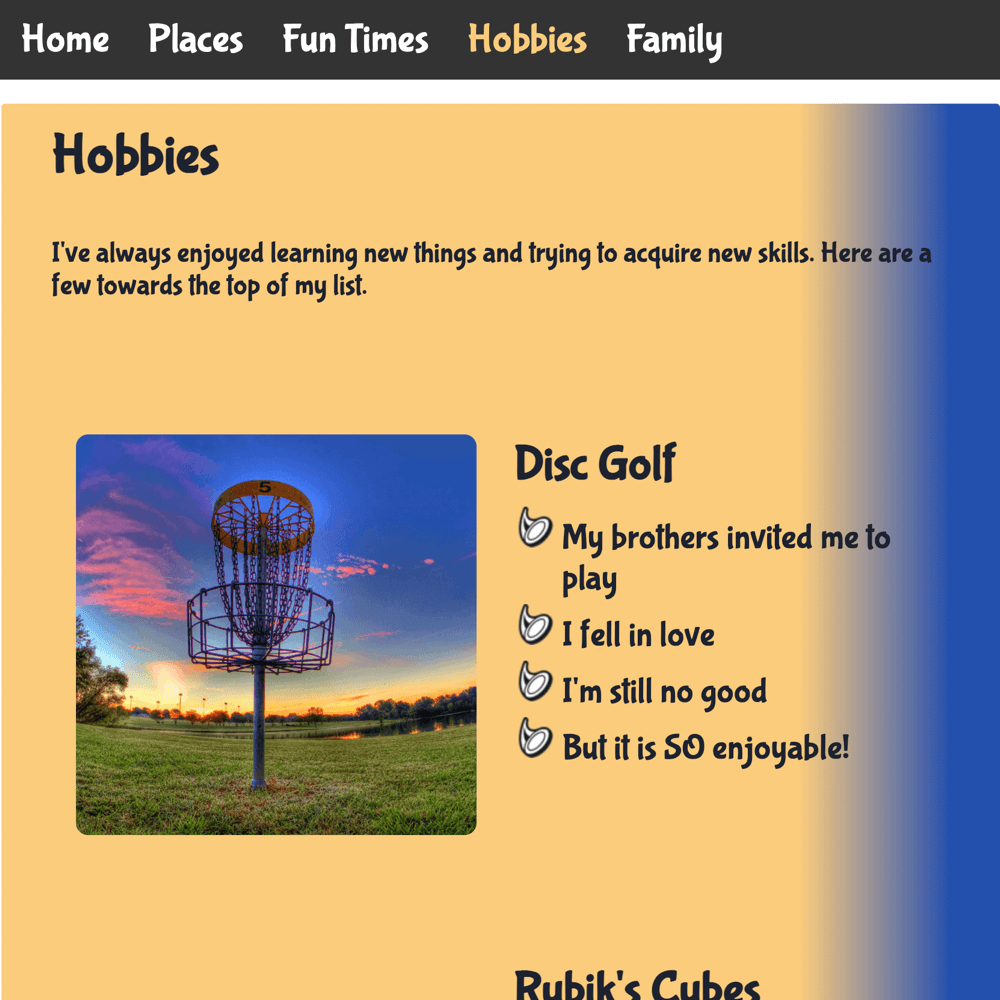 Home Places Fun Times Hobbies Family
Hobbies
I've always enjoyed learning new things and trying to acquire new skills. Here are a
few towards the top of my list.
5
Disc Golf
My brothers invited me to
play
I fell in love
I'm still no good
But it is SO enjoyable!
Rubik's Cubes